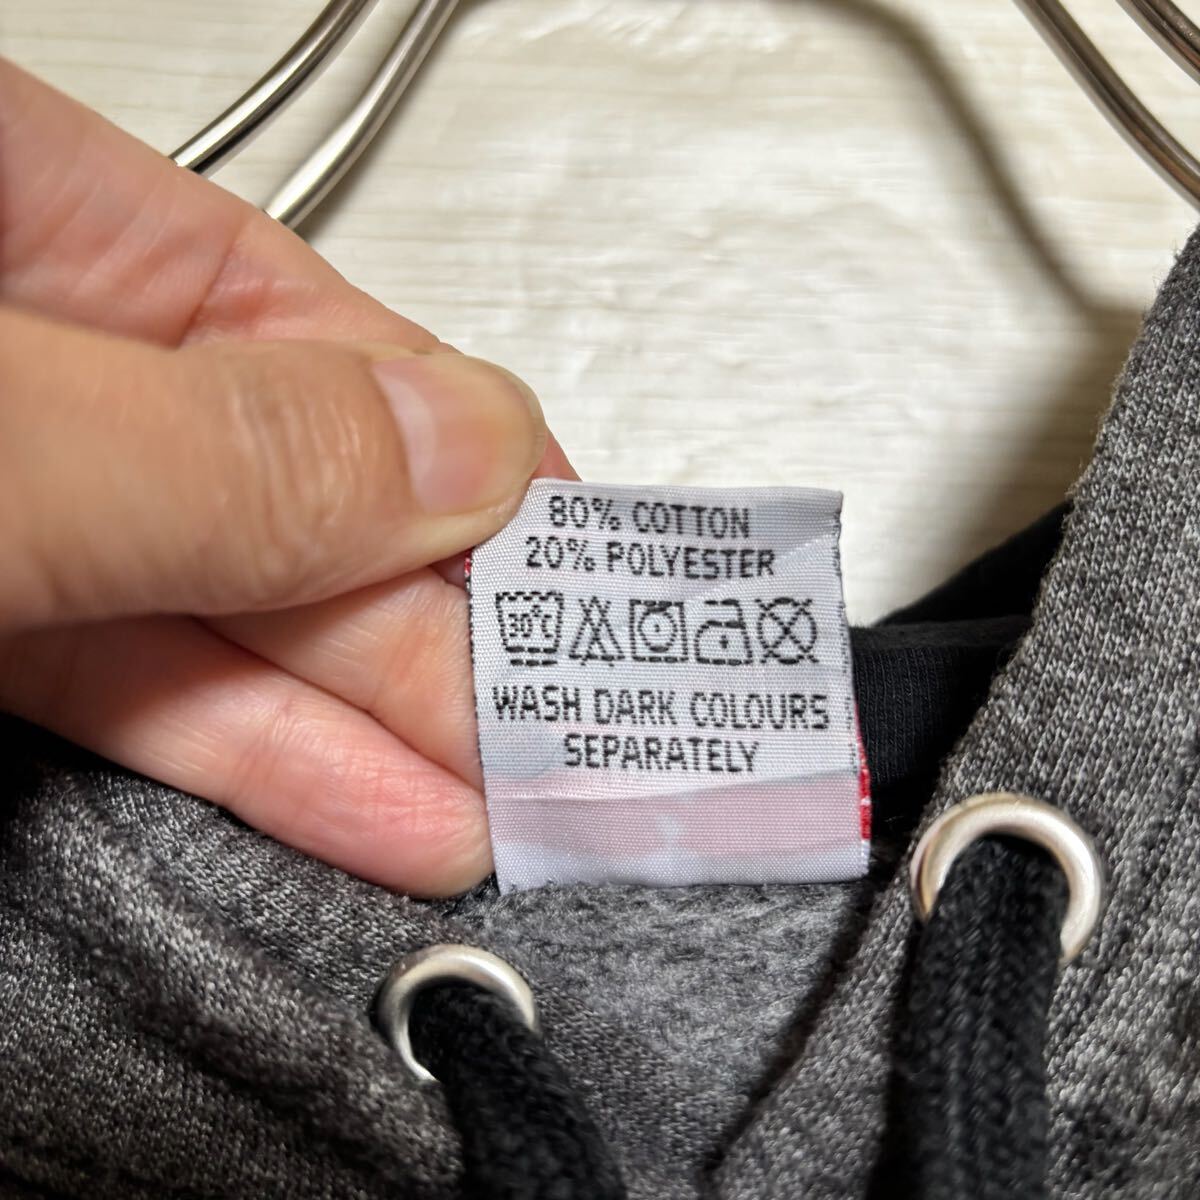 80% COTTON
20% POLYESTER
30°C
WASH DARK COLOURS
SEPARATELY